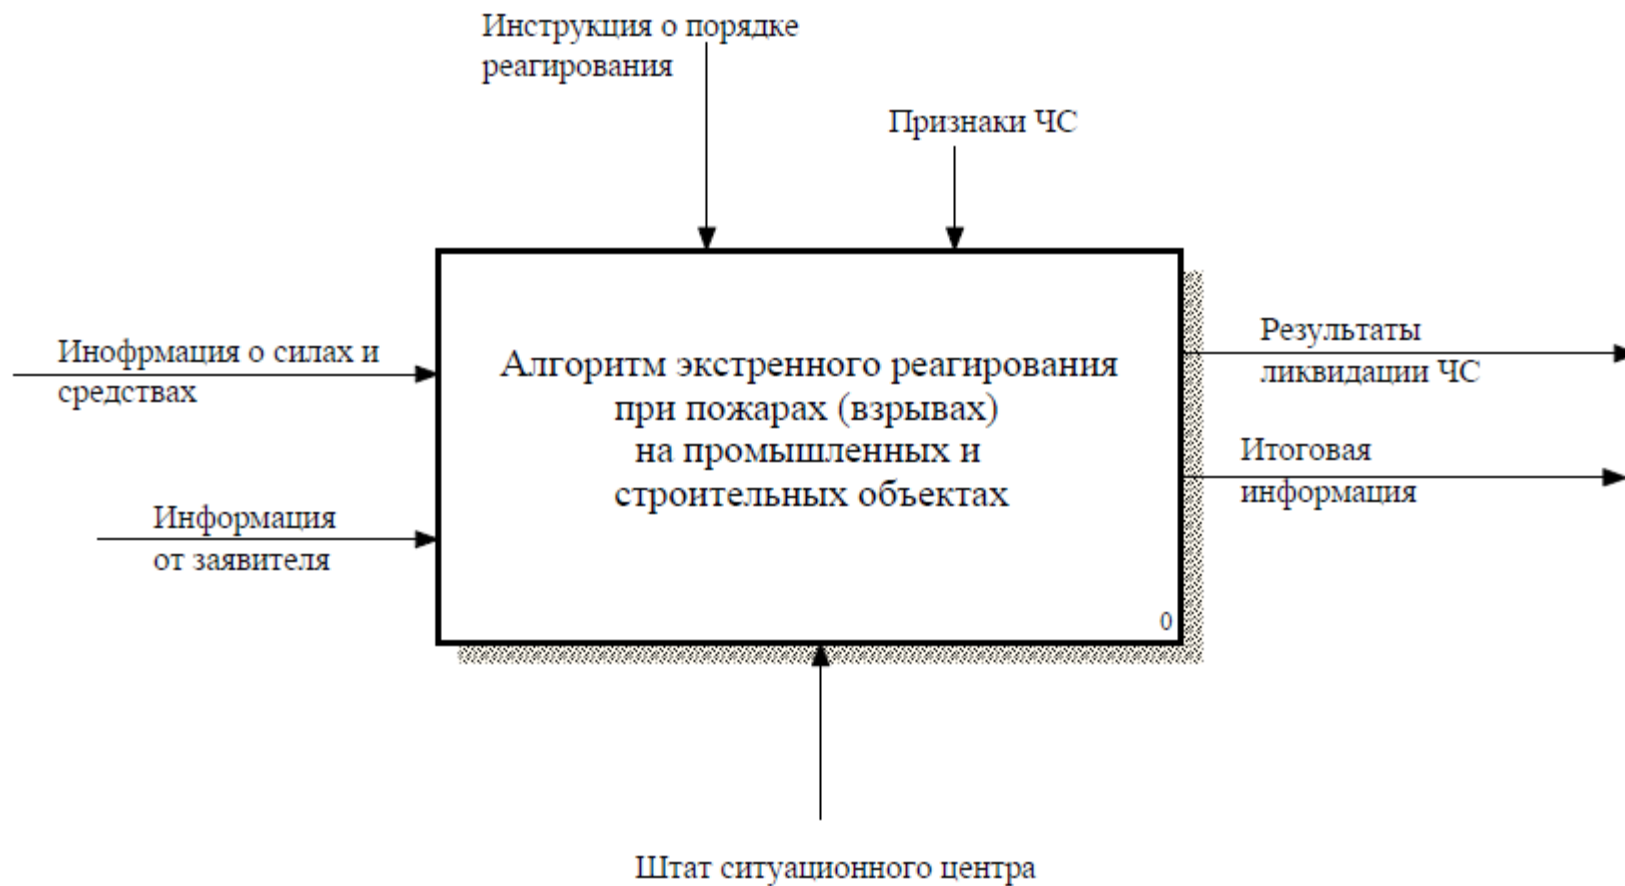 Инструкция о порядке
реагирования
Признаки ЧС
Инофрмация о силах и
средствах
Информация
от заявителя
Алгоритм экстренного реагирования
при пожарах (взрывах)
на промышленных и
строительных объектах
0
Результаты
ликвидации ЧС
Итоговая
информация
Штат ситуационного центра